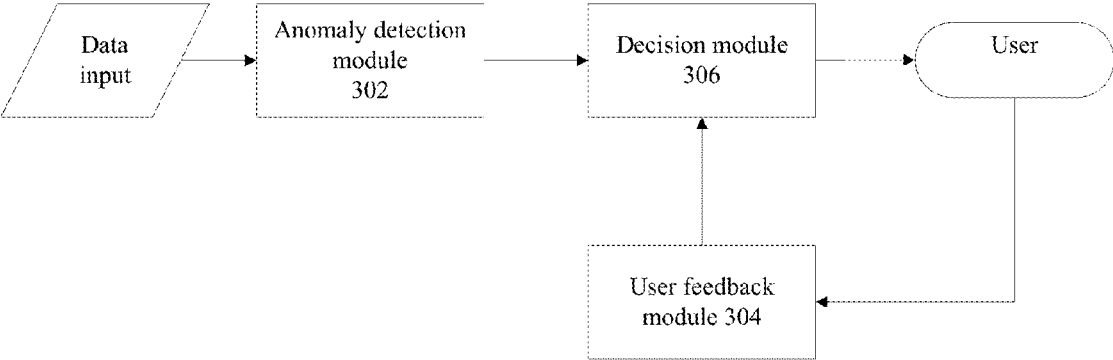 Data
input
Anomaly detection
module
302
Decision module
306
User
User feedback
module 304